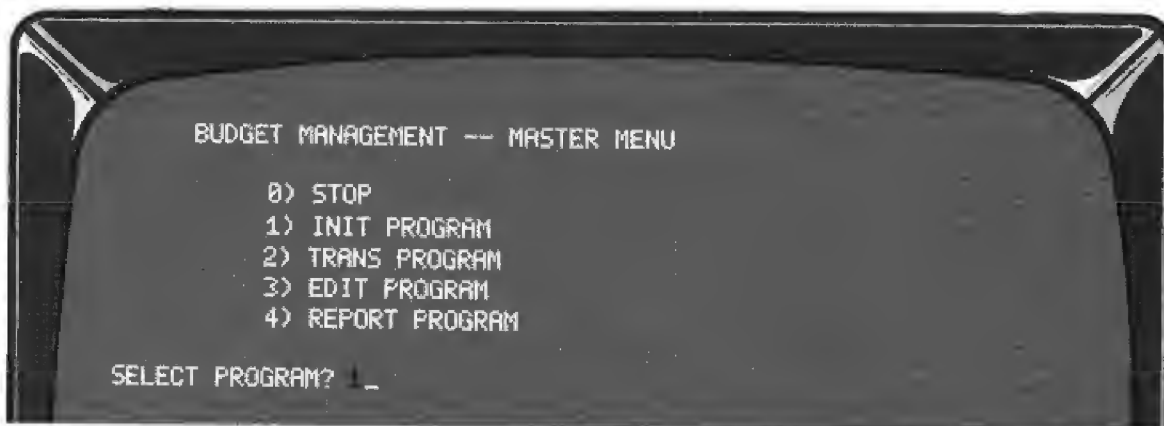 BUDGET MANAGEMENT -- MASTER MENU
0) STOP
1) INIT PROGRAM
2) TRANS PROGRAM
3) EDIT PROGRAM
4) REPORT PROGRAM
SELECT PROGRAM? 1_